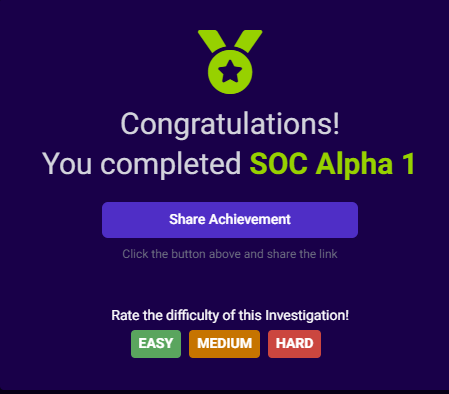 Congratulations!
You completed SOC Alpha 1
Share Achievement
Click the button above and share the link
Rate the difficulty of this Investigation!
EASY MEDIUM HARD